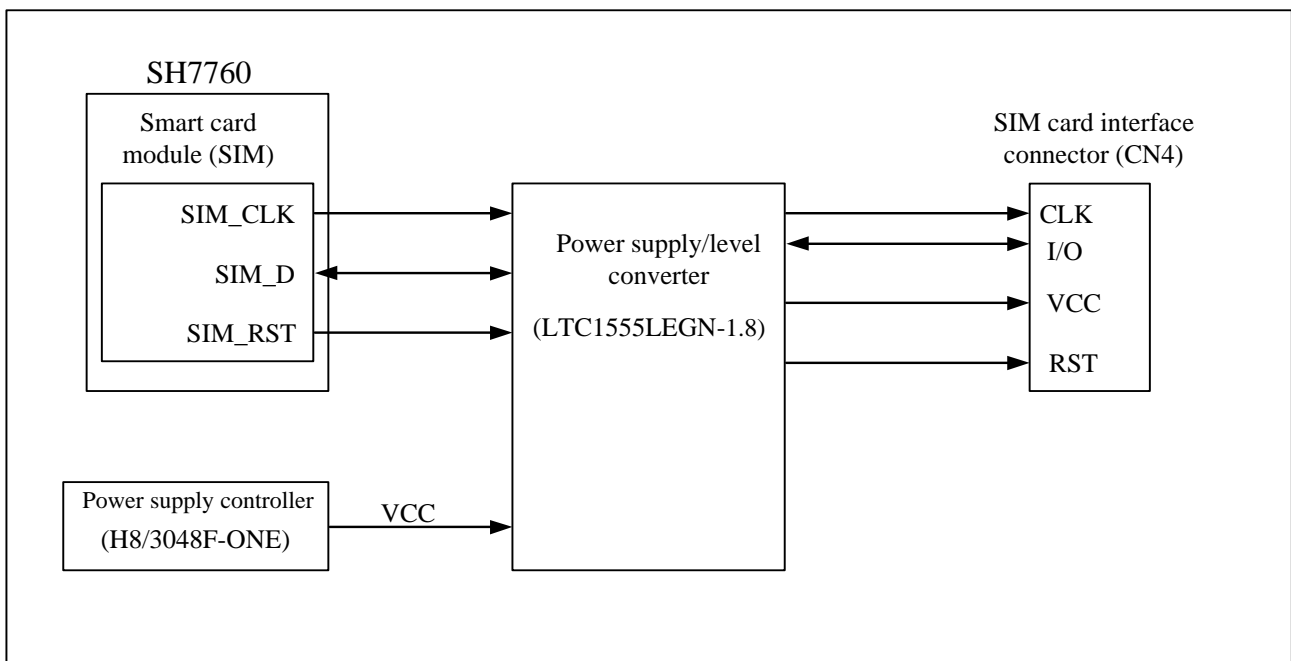 SH7760
Smart card
module (SIM)
SIM_CLK
SIM_D
SIM_RST
Power supply controller
(H8/3048F-ONE)
VCC
Power supply/level
converter
(LTC1555LEGN-1.8)
SIM card interface
connector (CN4)
CLK
I/O
VCC
RST